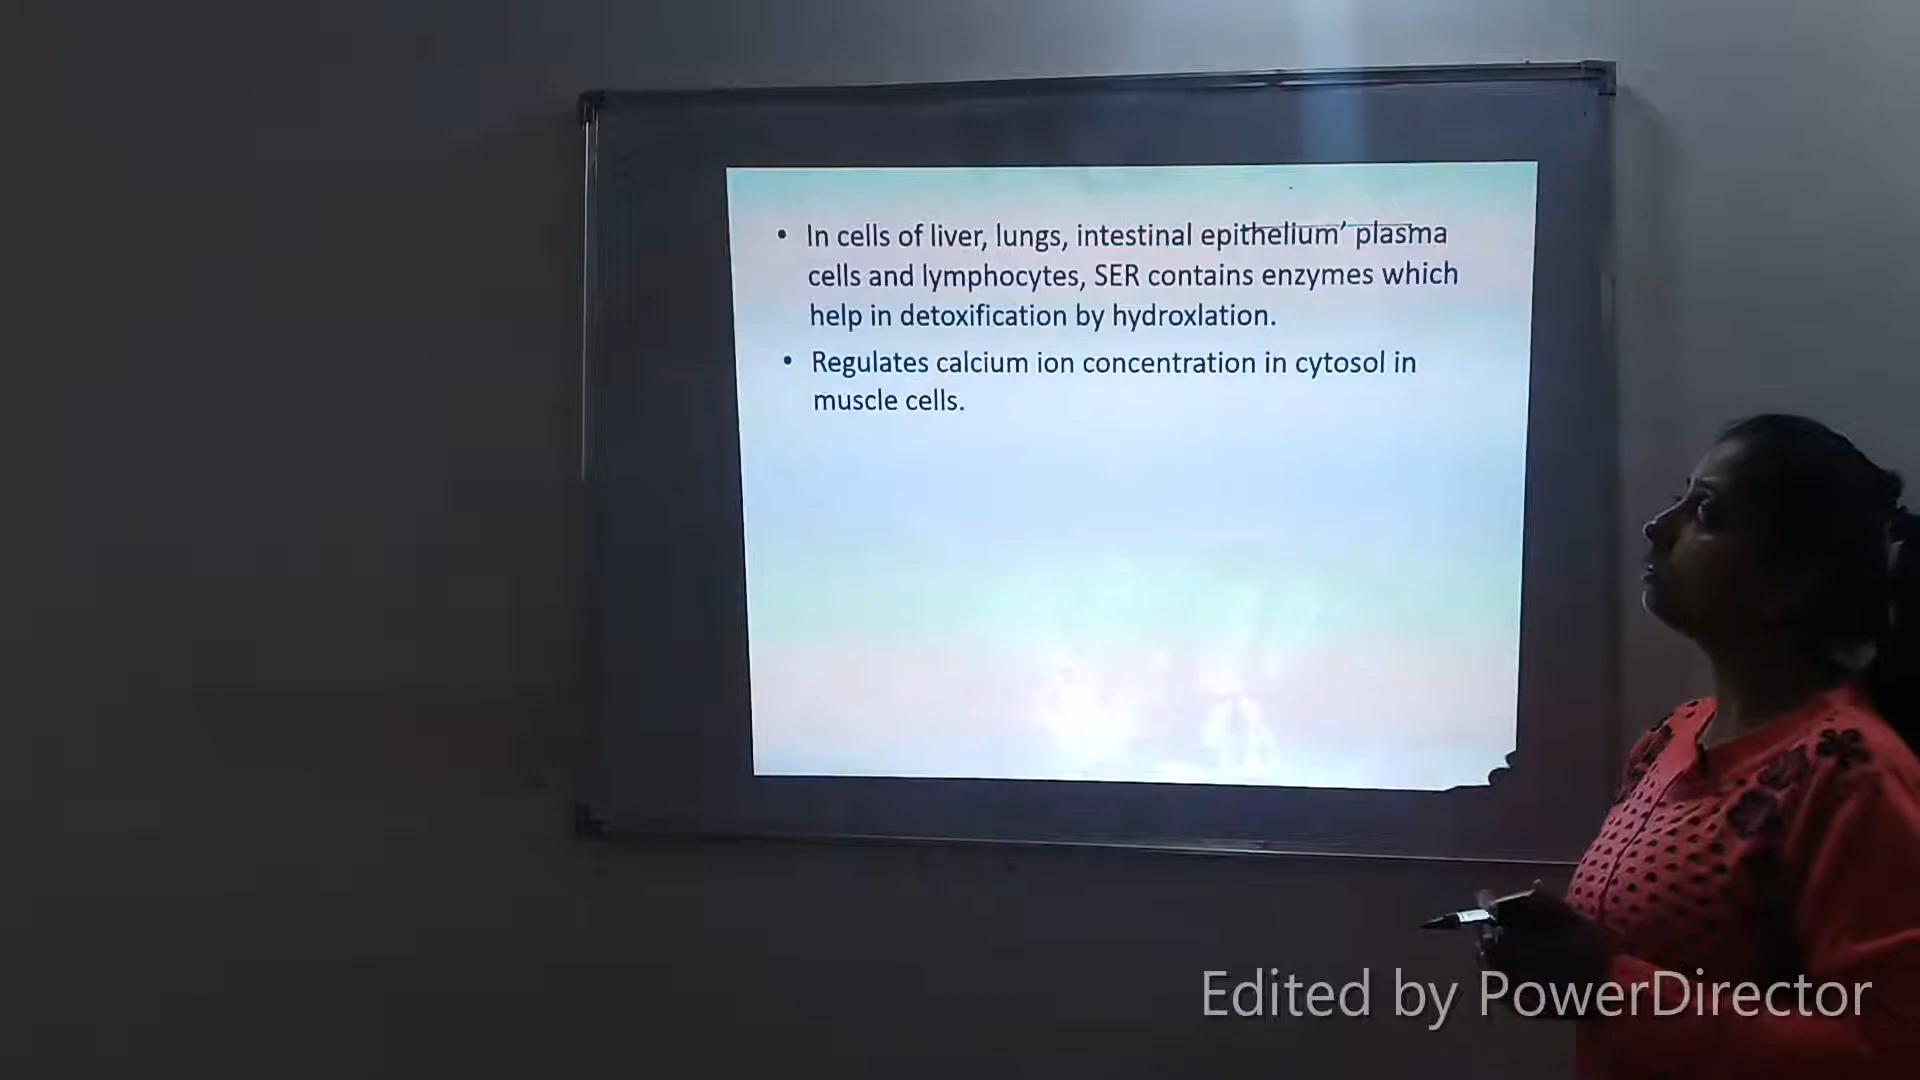 • In cells of liver, lungs, intestinal epithelium’ plasma
cells and lymphocytes, SER contains enzymes which
help in detoxification by hydroxlation.
• Regulates calcium ion concentration in cytosol in
muscle cells.
Edited by PowerDirector